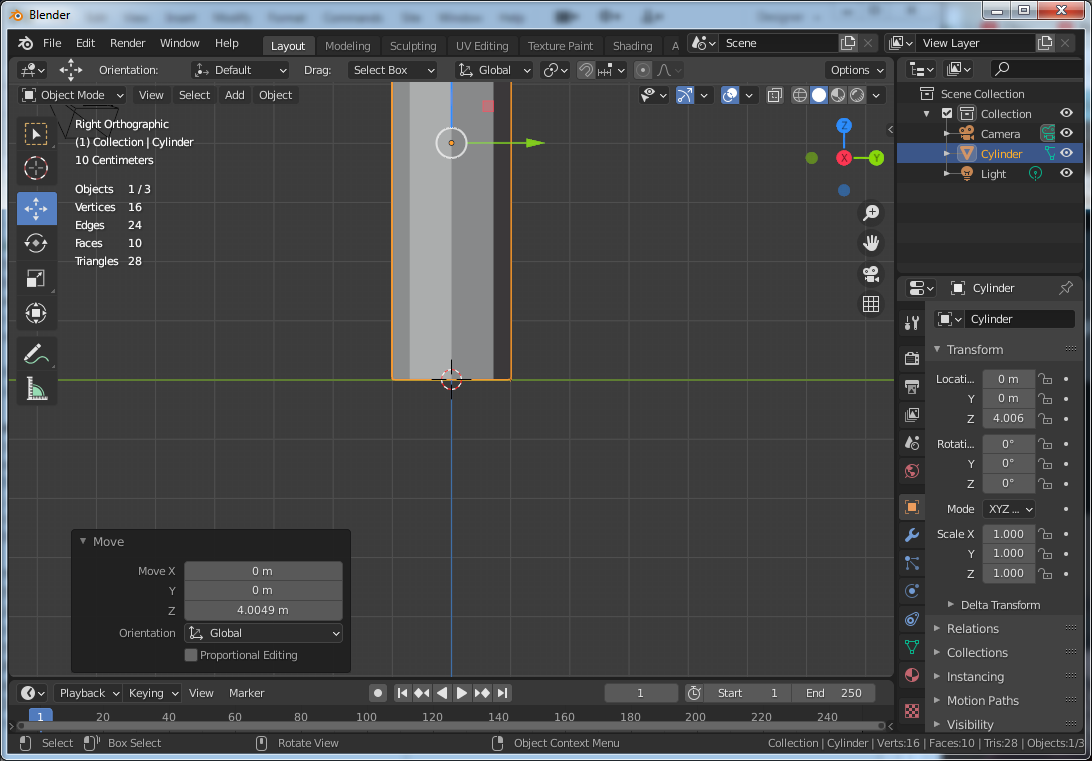 Blender
File Edit Render Window Help Layout Modeling Sculpting UV Editing Texture Paint Shading A Scene View Layer
Orientation: Default Drag: Select Box Global Options
Object Mode View Select Add Object
Right Orthographic
(1) Collection | Cylinder
10 Centimeters
Objects 1 / 3
Vertices 16
Edges 24
Faces 10
Triangles 28
Z
X
Y
Move
Move X 0 m
Y 0 m
Z 4.0049 m
Orientation Global
Proportional Editing
Scene Collection
Collection
Camera
Cylinder
Light
Cylinder
Cylinder
Transform
Locati... 0 m
Y 0 m
Z 4.006
Rotati... 0°
Y 0°
Z 0°
Mode XYZ ...
Scale X 1.000
Y 1.000
Z 1.000
Delta Transform
Relations
Collections
Instancing
Motion Paths
Visibility
Playback Keying View Marker 1 Start 1 End 250
1 20 40 60 80 100 120 140 160 180 200 220 240
Select Box Select Rotate View Object Context Menu Collection | Cylinder | Verts:16 | Faces:10 | Tris:28 | Objects:1/3